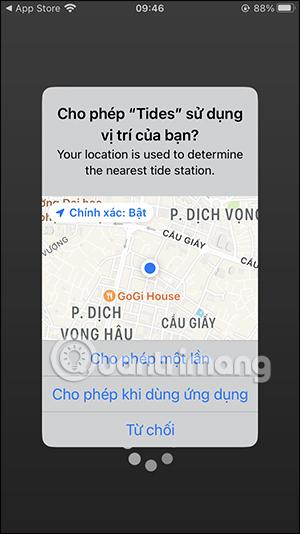 App Store 09:46 88%
Cho phép “Tides” sử dụng
vị trí của bạn?
Your location is used to determine
the nearest tide station.
Chính xác: Bật
P. DỊCH VỌNG
CẦU GIẤY
VƯỢNG
GoGi House
P. DỊCH
VỌNG HẬU
CẦU GIẤY
Cho phép một lần
Quantrimang
Cho phép khi dùng ứng dụng
Từ chối